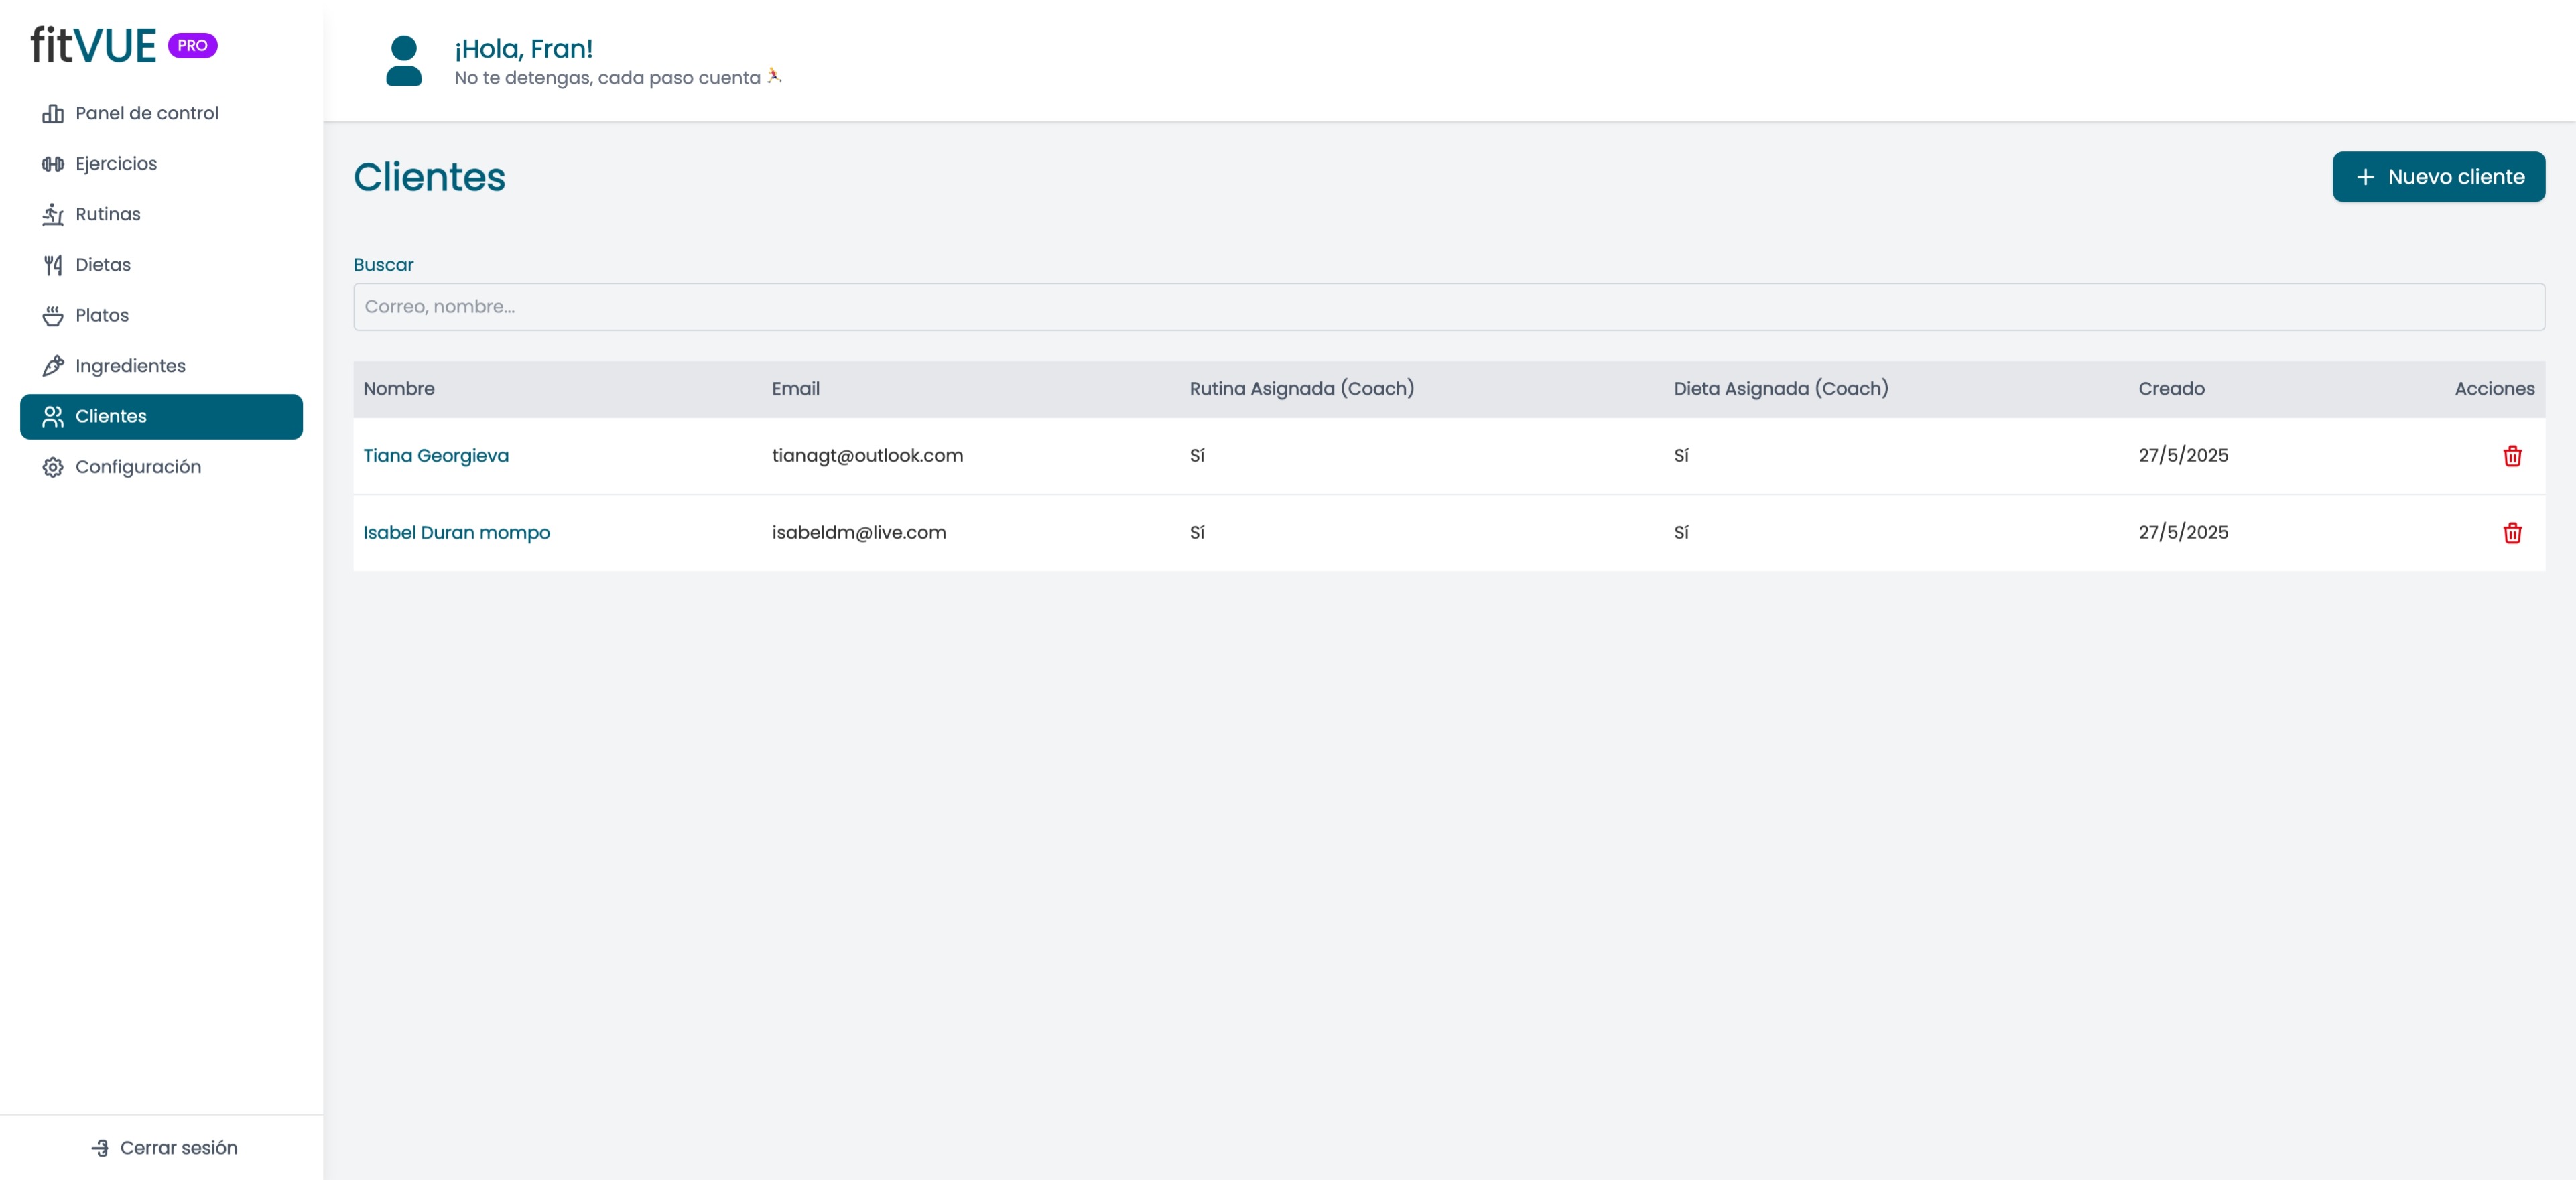 fitVUE PRO
Panel de control
Ejercicios
Rutinas
Dietas
Platos
Ingredientes
Clientes
Configuración
Cerrar sesión
¡Hola, Fran!
No te detengas, cada paso cuenta 🏃
Clientes
+ Nuevo cliente
Buscar
Correo, nombre...
Nombre Email Rutina Asignada (Coach) Dieta Asignada (Coach) Creado Acciones
Tiana Georgieva tianagt@outlook.com Sí Sí 27/5/2025
Isabel Duran mompo isabeldm@live.com Sí Sí 27/5/2025